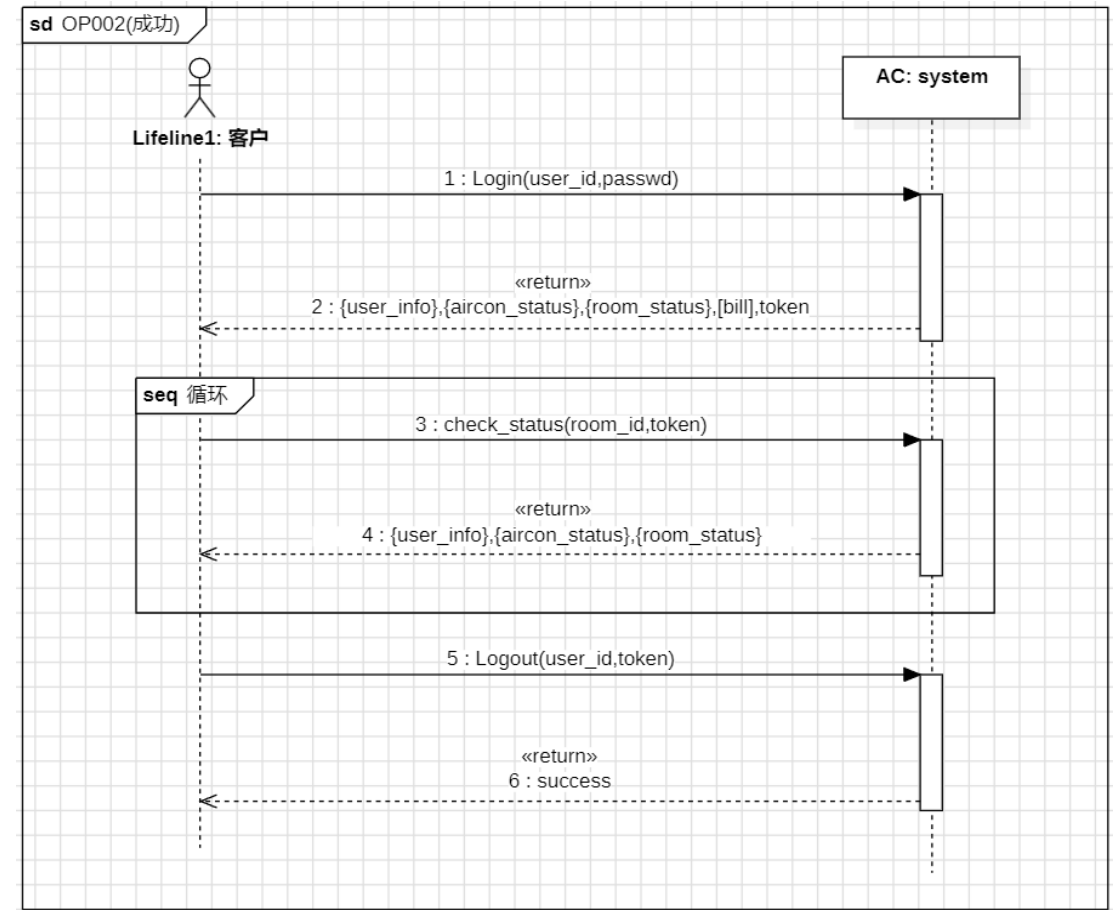 sd OP002(成功)
AC: system
Lifeline1: 客户
1 : Login(user_id,passwd)
«return»
2 : {user_info},{aircon_status},{room_status},[bill],token
seq 循环
3 : check_status(room_id,token)
«return»
4 : {user_info},{aircon_status},{room_status}
5 : Logout(user_id,token)
«return»
6 : success